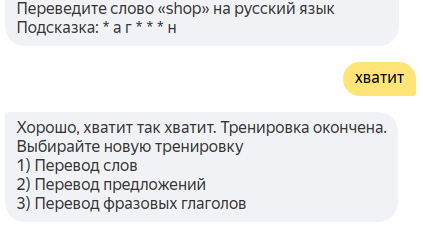 Переведите слово «shop» на русский язык
Подсказка: * а г * * * н
хватит
Хорошо, хватит так хватит. Тренировка окончена.
Выбирайте новую тренировку
1) Перевод слов
2) Перевод предложений
3) Перевод фразовых глаголов